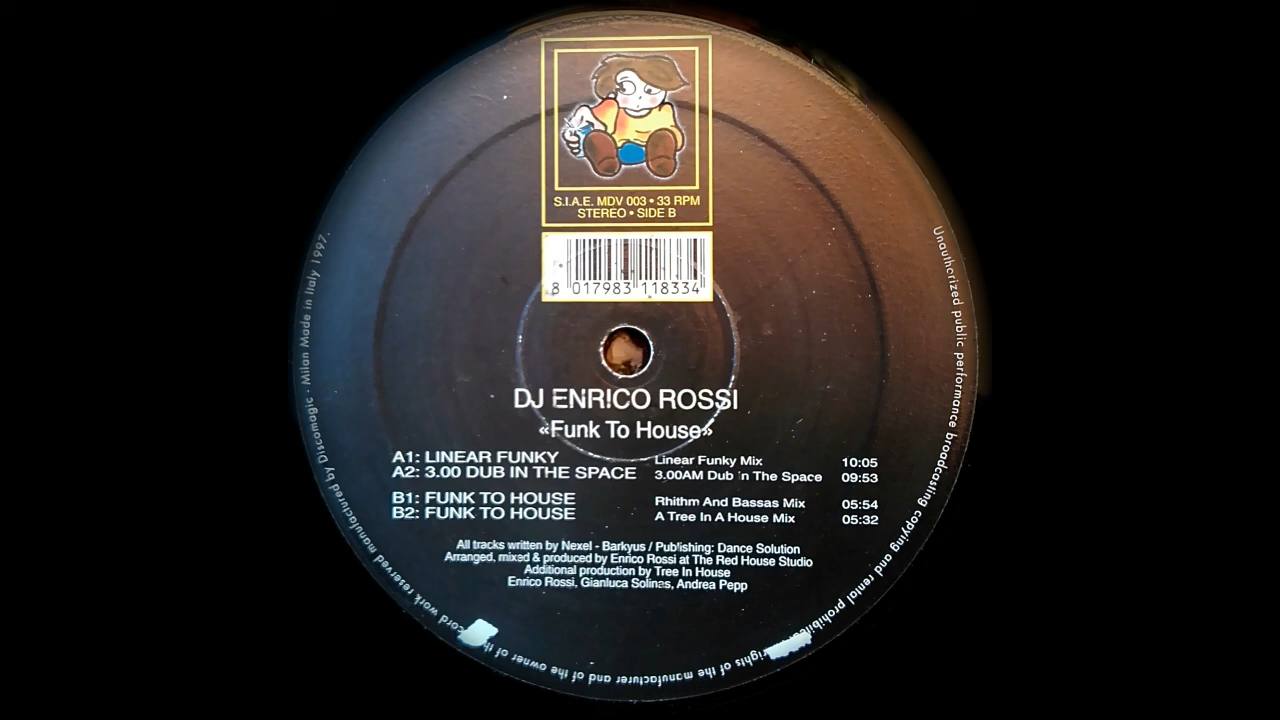 S.I.A.E. MDV 003 • 33 RPM
STEREO • SIDE B
8 017983 118334
DJ ENRICO ROSSI
«Funk To House»
A1: LINEAR FUNKY Linear Funky Mix 10:05
A2: 3.00 DUB IN THE SPACE 3.00AM Dub In The Space 09:53
B1: FUNK TO HOUSE Rhithm And Bassas Mix 05:54
B2: FUNK TO HOUSE A Tree In A House Mix 05:32
All tracks written by Nexel - Barkyus / Publishing: Dance Solution
Arranged, mixed & produced by Enrico Rossi at The Red House Studio
Additional production by Tree In House
Enrico Rossi, Gianluca Solinas, Andrea Pepp
Unauthorized public performance broadcasting copying and rental prohibited rights of the manufacturer and of the owner of the cord work reserved manufactured by Discomagic - Milan Made in Italy 1997.